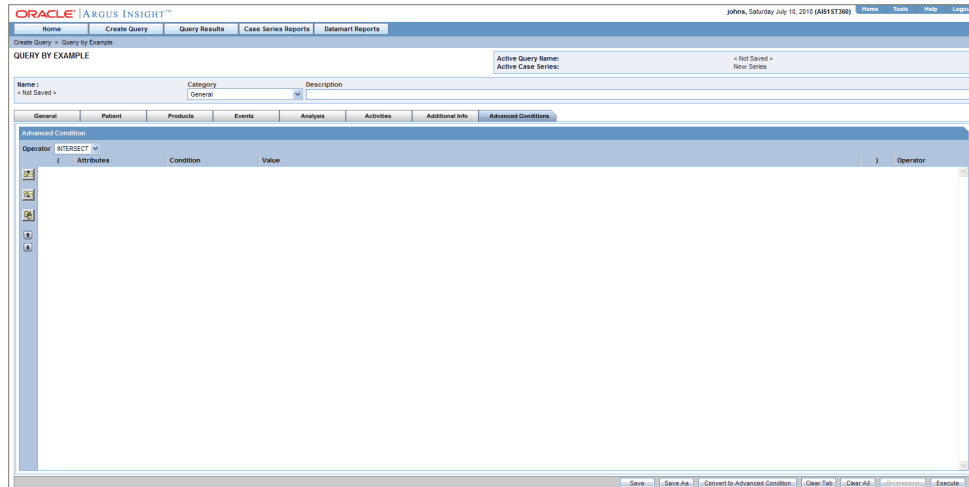 ORACLE ARGUS INSIGHT™
johns, Saturday July 10, 2010 (AI51ST360) Home Tools Help Logou
Home Create Query Query Results Case Series Reports Datamart Reports
Create Query > Query by Example
QUERY BY EXAMPLE
Active Query Name: < Not Saved >
Active Case Series: New Series
Name : Category Description
< Not Saved > General
General Patient Products Events Analysis Activities Additional Info Advanced Conditions
Advanced Condition
Operator INTERSECT
( Attributes Condition Value ) Operator
Save Save As Convert to Advanced Condition Clear Tab Clear All Permissions Execute